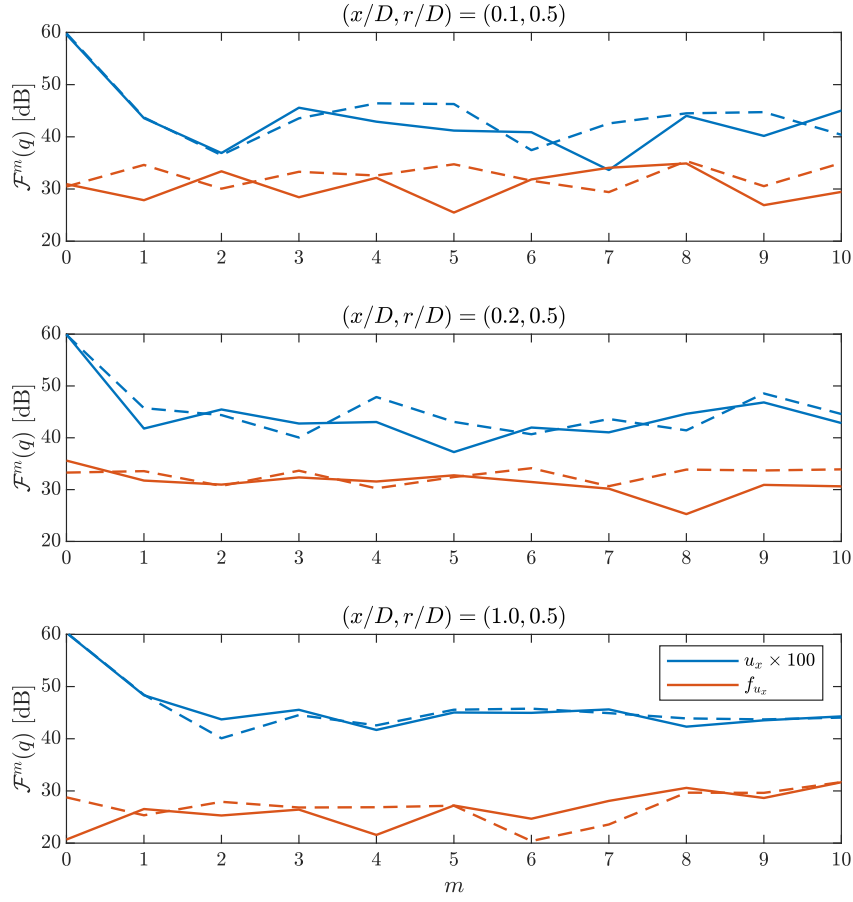 (x/D, r/D) = (0.1, 0.5)
60
50
40
30
20
ℱᵐ(q) [dB]
0 1 2 3 4 5 6 7 8 9 10
(x/D, r/D) = (0.2, 0.5)
60
50
40
30
20
ℱᵐ(q) [dB]
0 1 2 3 4 5 6 7 8 9 10
(x/D, r/D) = (1.0, 0.5)
60
50
40
30
20
ℱᵐ(q) [dB]
u_x × 100
f_{u_x}
0 1 2 3 4 5 6 7 8 9 10
m